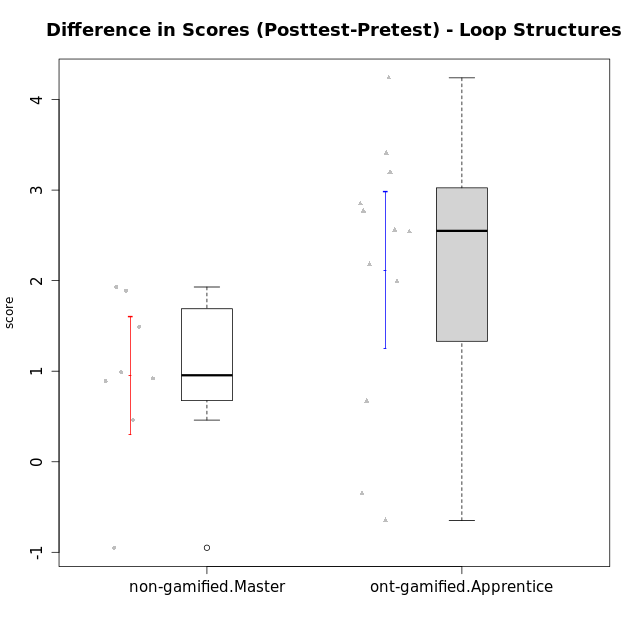 Difference in Scores (Posttest-Pretest) - Loop Structures
score
4
3
2
1
0
-1
non-gamified.Master
ont-gamified.Apprentice